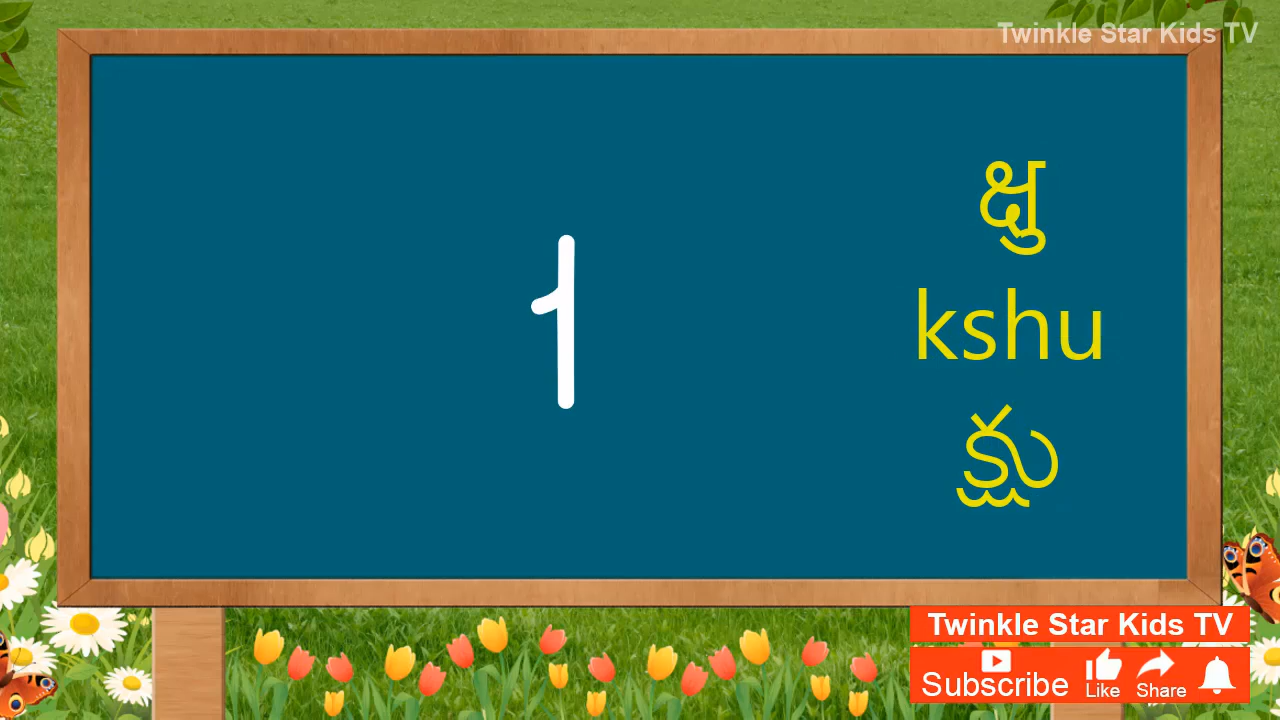 Twinkle Star Kids TV
क्षु
kshu
క్షు
Twinkle Star Kids TV
Subscribe
Like
Share